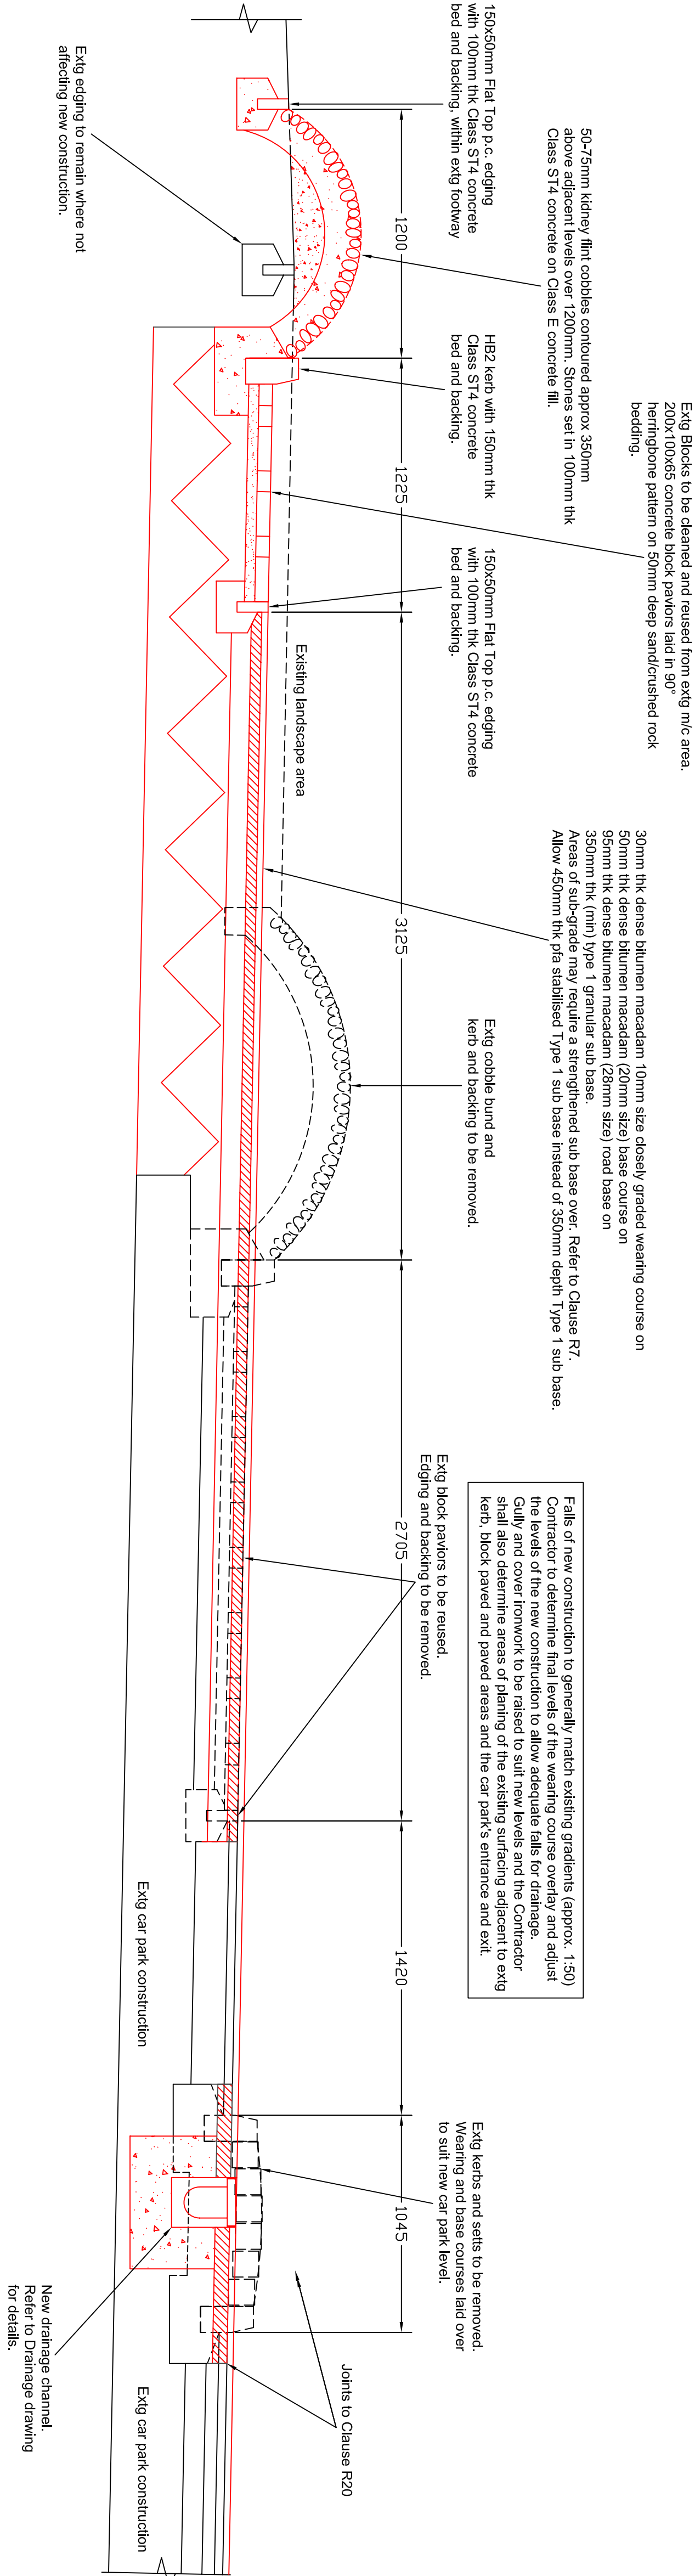 150x50mm Flat Top p.c. edging
with 100mm thk Class ST4 concrete
bed and backing, within extg footway
50-75mm kidney flint cobbles contoured approx 350mm
above adjacent levels over 1200mm. Stones set in 100mm thk
Class ST4 concrete on Class E concrete fill.
Extg edging to remain where not
affecting new construction.
1200
HB2 kerb with 150mm thk
Class ST4 concrete
bed and backing.
Extg Blocks to be cleaned and reused from extg m/c area.
200x100x65 concrete block paviors laid in 90°
herringbone pattern on 50mm deep sand/crushed rock
bedding.
1225
150x50mm Flat Top p.c. edging
with 100mm thk Class ST4 concrete
bed and backing.
Existing landscape area
30mm thk dense bitumen macadam 10mm size closely graded wearing course on
50mm thk dense bitumen macadam (20mm size) base course on
95mm thk dense bitumen macadam (28mm size) road base on
350mm thk (min) type 1 granular sub base.
Areas of sub-grade may require a strengthened sub base over. Refer to Clause R7.
Allow 450mm thk pfa stabilised Type 1 sub base instead of 350mm depth Type 1 sub base.
3125
Extg cobble bund and
kerb and backing to be removed.
Falls of new construction to generally match existing gradients (approx. 1:50)
Contractor to determine final levels of the wearing course overlay and adjust
the levels of the new construction to allow adequate falls for drainage.
Gully and cover ironwork to be raised to suit new levels and the Contractor
shall also determine areas of planing of the existing surfacing adjacent to extg
kerb, block paved and paved areas and the car park's entrance and exit.
Extg block paviors to be reused.
Edging and backing to be removed.
2705
1420
Extg car park construction
Extg kerbs and setts to be removed.
Wearing and base courses laid over
to suit new car park level.
1045
Joints to Clause R20
New drainage channel.
Refer to Drainage drawing
for details.
Extg car park construction